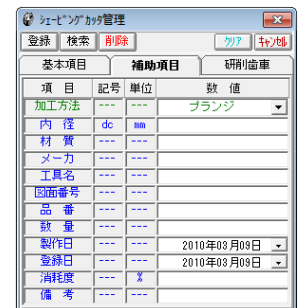 シェービングカッタ管理
登録 検索 削除 クリア キャンセル
基本項目 補助項目 研削歯車
項 目 記号 単位 数 値
加工方法 --- --- プランジ
内 径 dc mm
材 質 --- ---
メーカ --- ---
工具名 --- ---
図面番号 --- ---
品 番 --- ---
数 量 --- ---
製作日 --- --- 2010年03月09日
登録日 --- --- 2010年03月09日
消耗度 --- %
備 考 --- ---